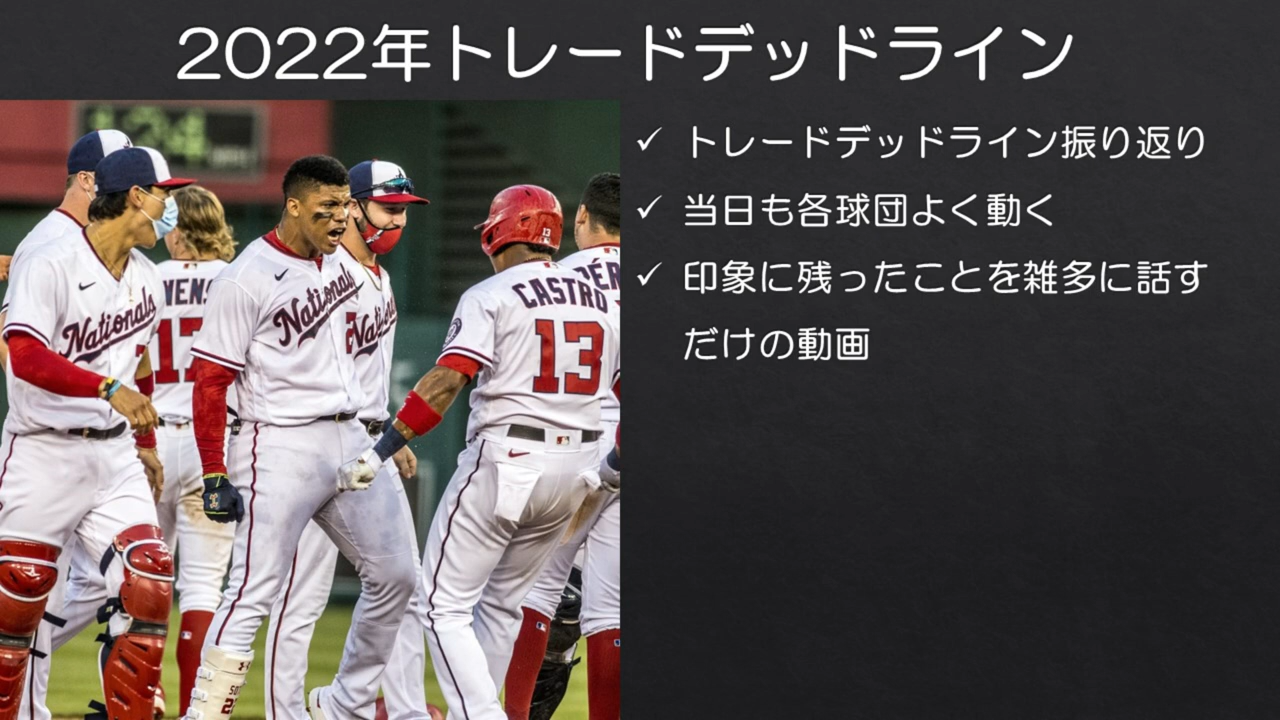 2022年トレードデッドライン
トレードデッドライン振り返り
当日も各球団よく動く
印象に残ったことを雑多に話す
だけの動画
Nationals
Nationals
CASTRO
13
13